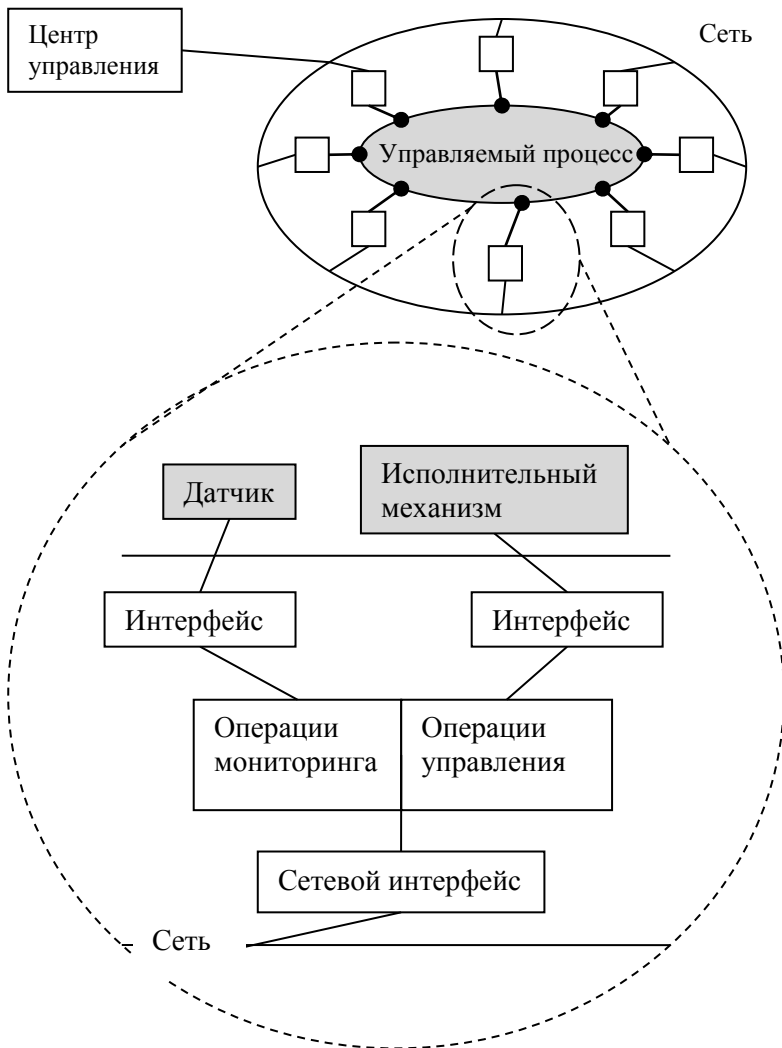 Центр
управления
Сеть
Управляемый процесс
Датчик
Исполнительный
механизм
Интерфейс
Интерфейс
Операции
мониторинга
Операции
управления
Сетевой интерфейс
Сеть